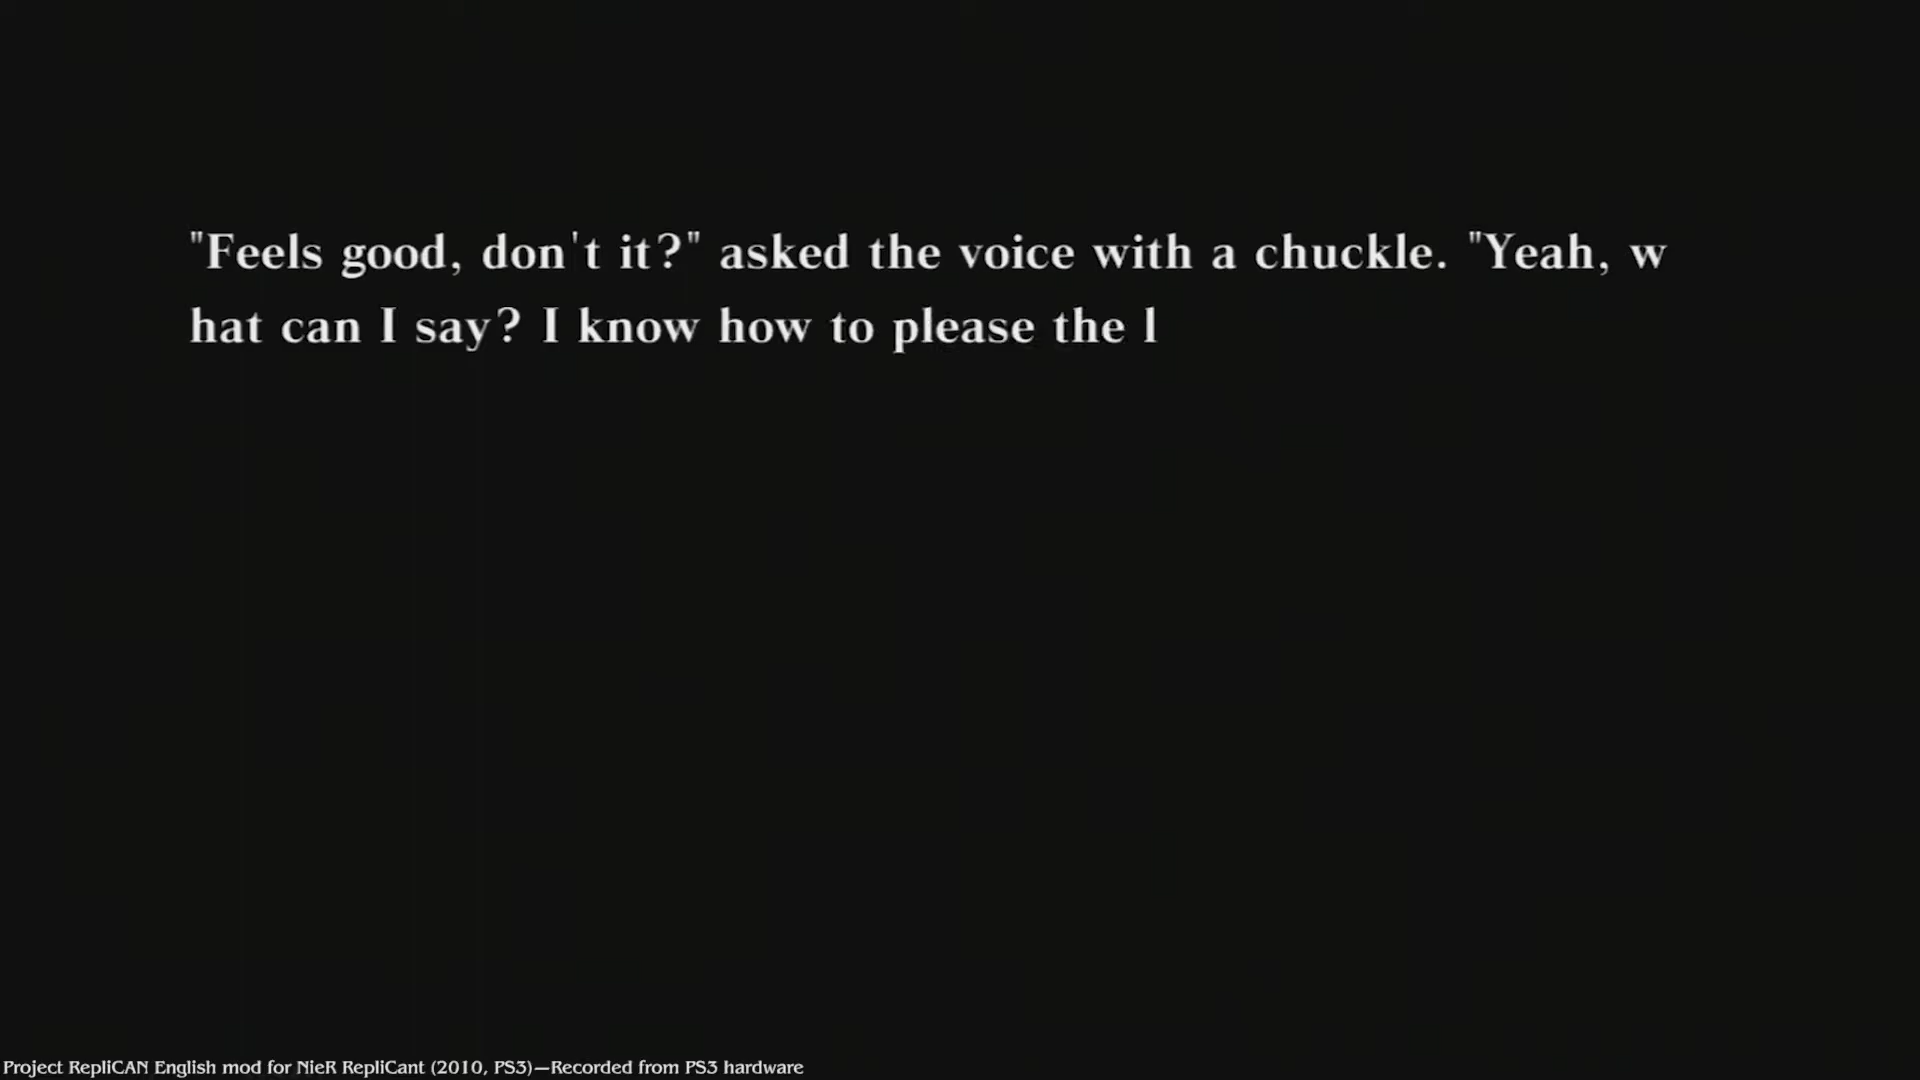 "Feels good, don't it?" asked the voice with a chuckle. "Yeah, w
hat can I say? I know how to please the l
Project RepliCAN English mod for NieR RepliCant (2010, PS3)—Recorded from PS3 hardware